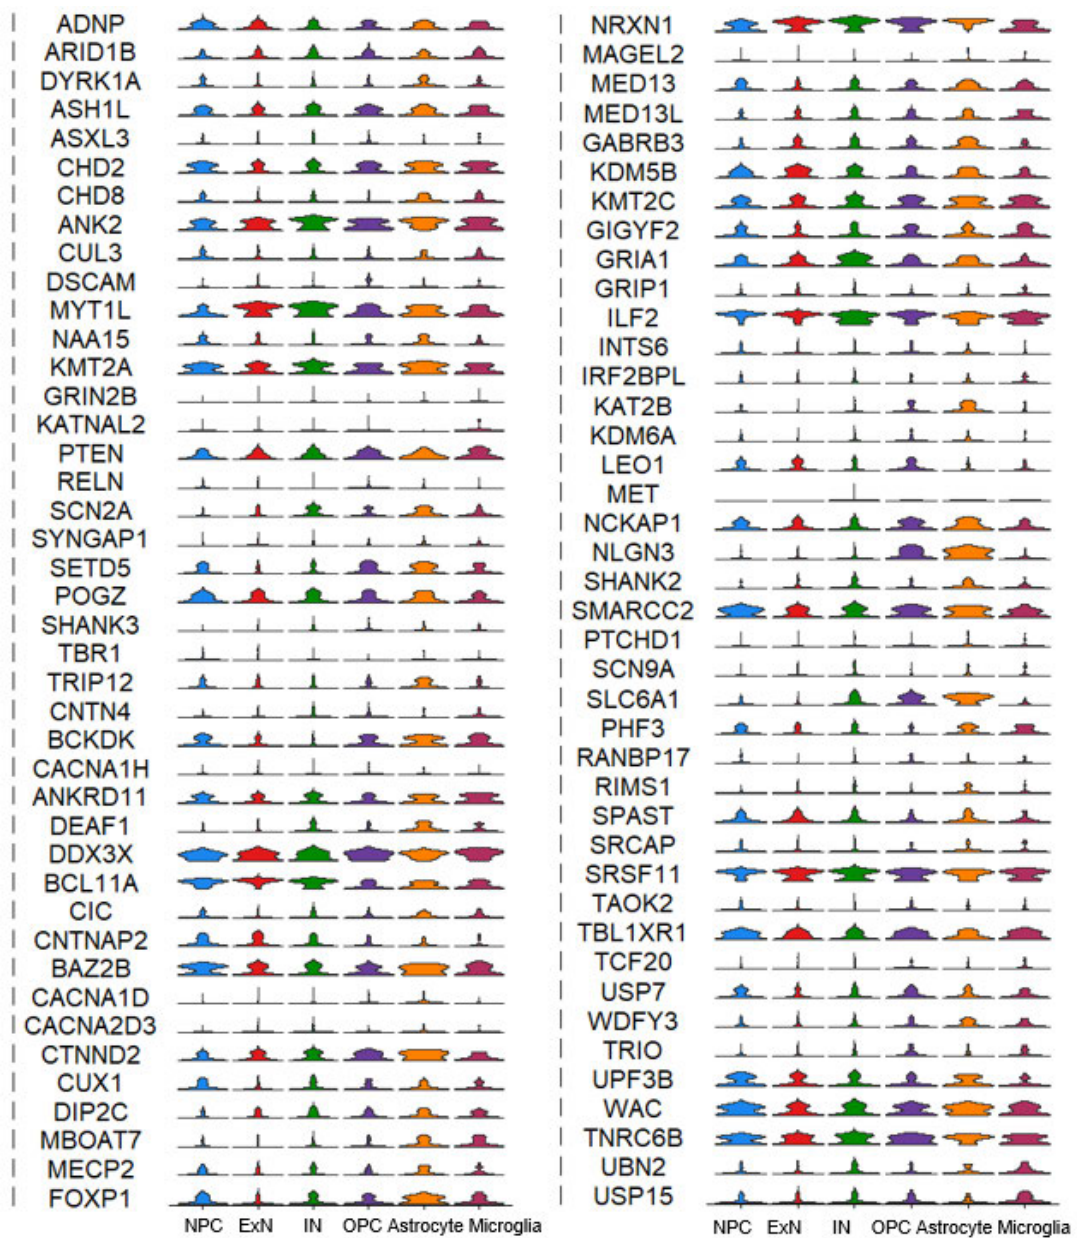 ADNP
ARID1B
DYRK1A
ASH1L
ASXL3
CHD2
CHD8
ANK2
CUL3
DSCAM
MYT1L
NAA15
KMT2A
GRIN2B
KATNAL2
PTEN
RELN
SCN2A
SYNGAP1
SETD5
POGZ
SHANK3
TBR1
TRIP12
CNTN4
BCKDK
CACNA1H
ANKRD11
DEAF1
DDX3X
BCL11A
CIC
CNTNAP2
BAZ2B
CACNA1D
CACNA2D3
CTNND2
CUX1
DIP2C
MBOAT7
MECP2
FOXP1
NPC ExN IN OPC Astrocyte Microglia
NRXN1
MAGEL2
MED13
MED13L
GABRB3
KDM5B
KMT2C
GIGYF2
GRIA1
GRIP1
ILF2
INTS6
IRF2BPL
KAT2B
KDM6A
LEO1
MET
NCKAP1
NLGN3
SHANK2
SMARCC2
PTCHD1
SCN9A
SLC6A1
PHF3
RANBP17
RIMS1
SPAST
SRCAP
SRSF11
TAOK2
TBL1XR1
TCF20
USP7
WDFY3
TRIO
UPF3B
WAC
TNRC6B
UBN2
USP15
NPC ExN IN OPC Astrocyte Microglia